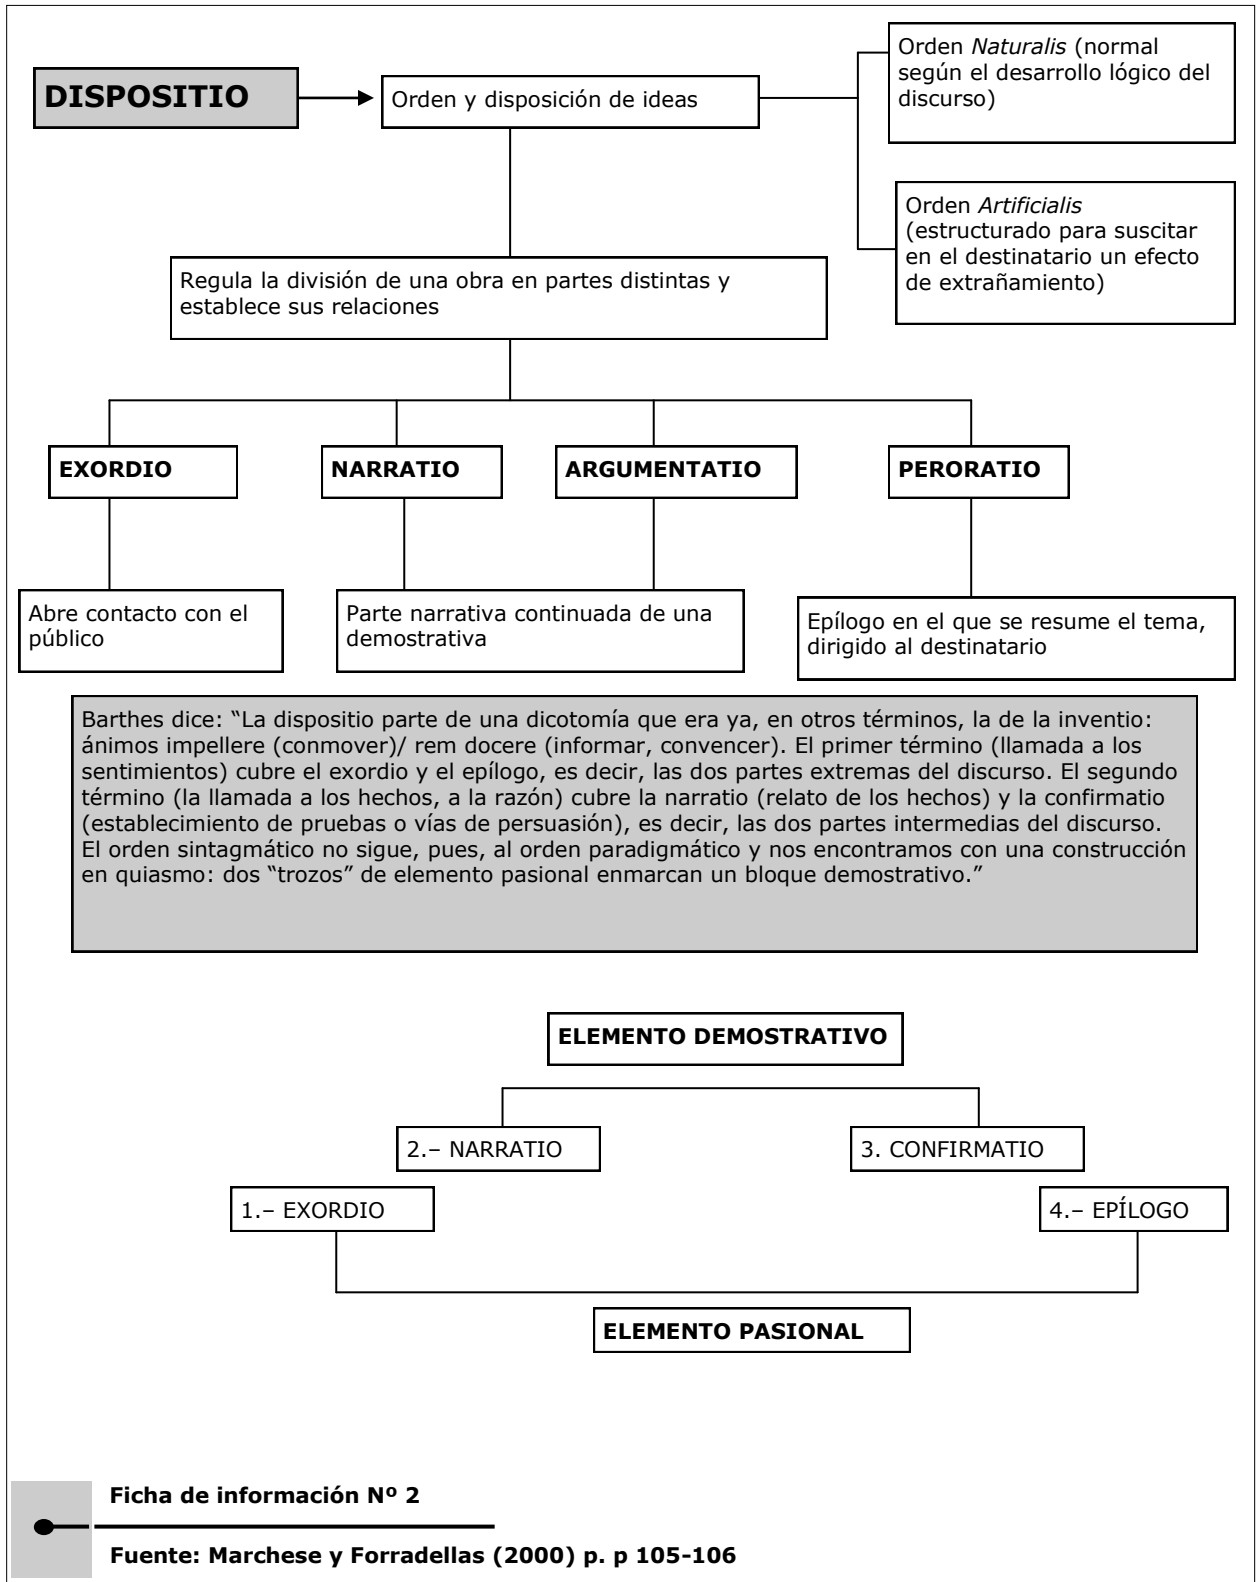 DISPOSITIO
Orden y disposición de ideas
Orden Naturalis (normal
según el desarrollo lógico del
discurso)
Orden Artificialis
(estructurado para suscitar
en el destinatario un efecto
de extrañamiento)
Regula la división de una obra en partes distintas y
establece sus relaciones
EXORDIO
NARRATIO
ARGUMENTATIO
PERORATIO
Abre contacto con el
público
Parte narrativa continuada de una
demostrativa
Epílogo en el que se resume el tema,
dirigido al destinatario
Barthes dice: “La dispositio parte de una dicotomía que era ya, en otros términos, la de la inventio:
ánimos impellere (conmover)/ rem docere (informar, convencer). El primer término (llamada a los
sentimientos) cubre el exordio y el epílogo, es decir, las dos partes extremas del discurso. El segundo
término (la llamada a los hechos, a la razón) cubre la narratio (relato de los hechos) y la confirmatio
(establecimiento de pruebas o vías de persuasión), es decir, las dos partes intermedias del discurso.
El orden sintagmático no sigue, pues, al orden paradigmático y nos encontramos con una construcción
en quiasmo: dos “trozos” de elemento pasional enmarcan un bloque demostrativo.”
ELEMENTO DEMOSTRATIVO
2.– NARRATIO
3. CONFIRMATIO
1.– EXORDIO
4.– EPÍLOGO
ELEMENTO PASIONAL
Ficha de información Nº 2
Fuente: Marchese y Forradellas (2000) p. p 105-106